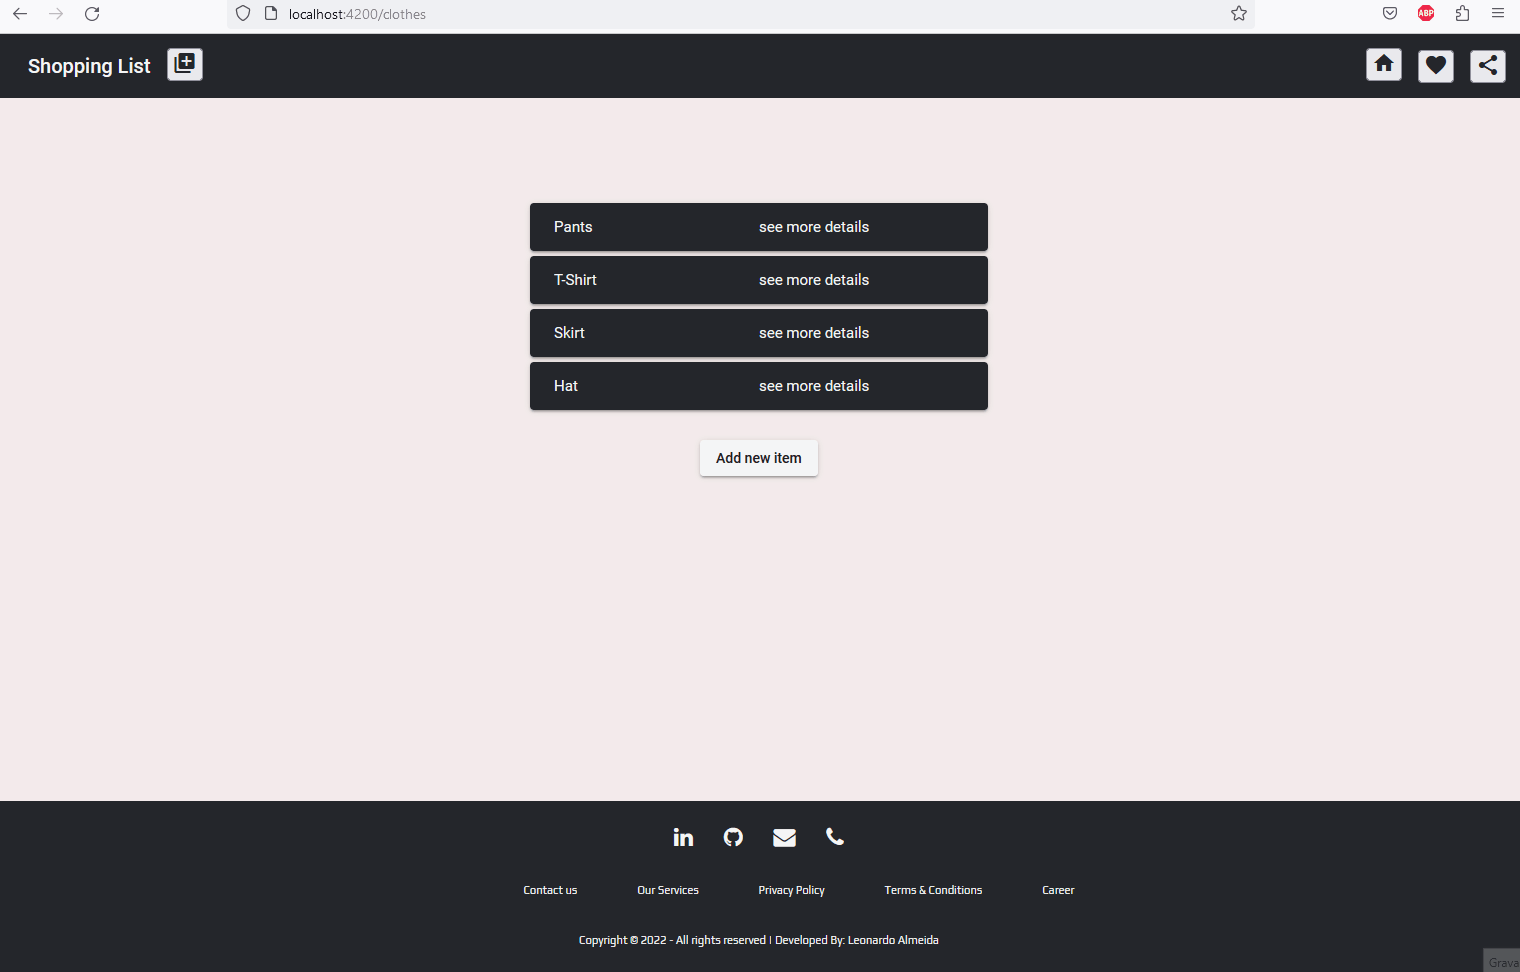 localhost:4200/clothes
ABP
Shopping List
Pants see more details
T-Shirt see more details
Skirt see more details
Hat see more details
Add new item
in
Contact us Our Services Privacy Policy Terms & Conditions Career
Copyright © 2022 - All rights reserved | Developed By: Leonardo Almeida
Grava